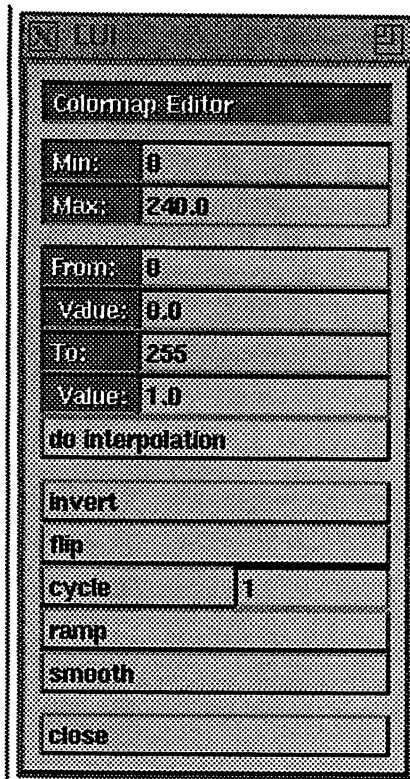 LUI
Colormap Editor
Min: 0
Max: 240.0
From: 0
Value: 0.0
To: 255
Value: 1.0
do interpolation
invert
flip
cycle 1
ramp
smooth
close